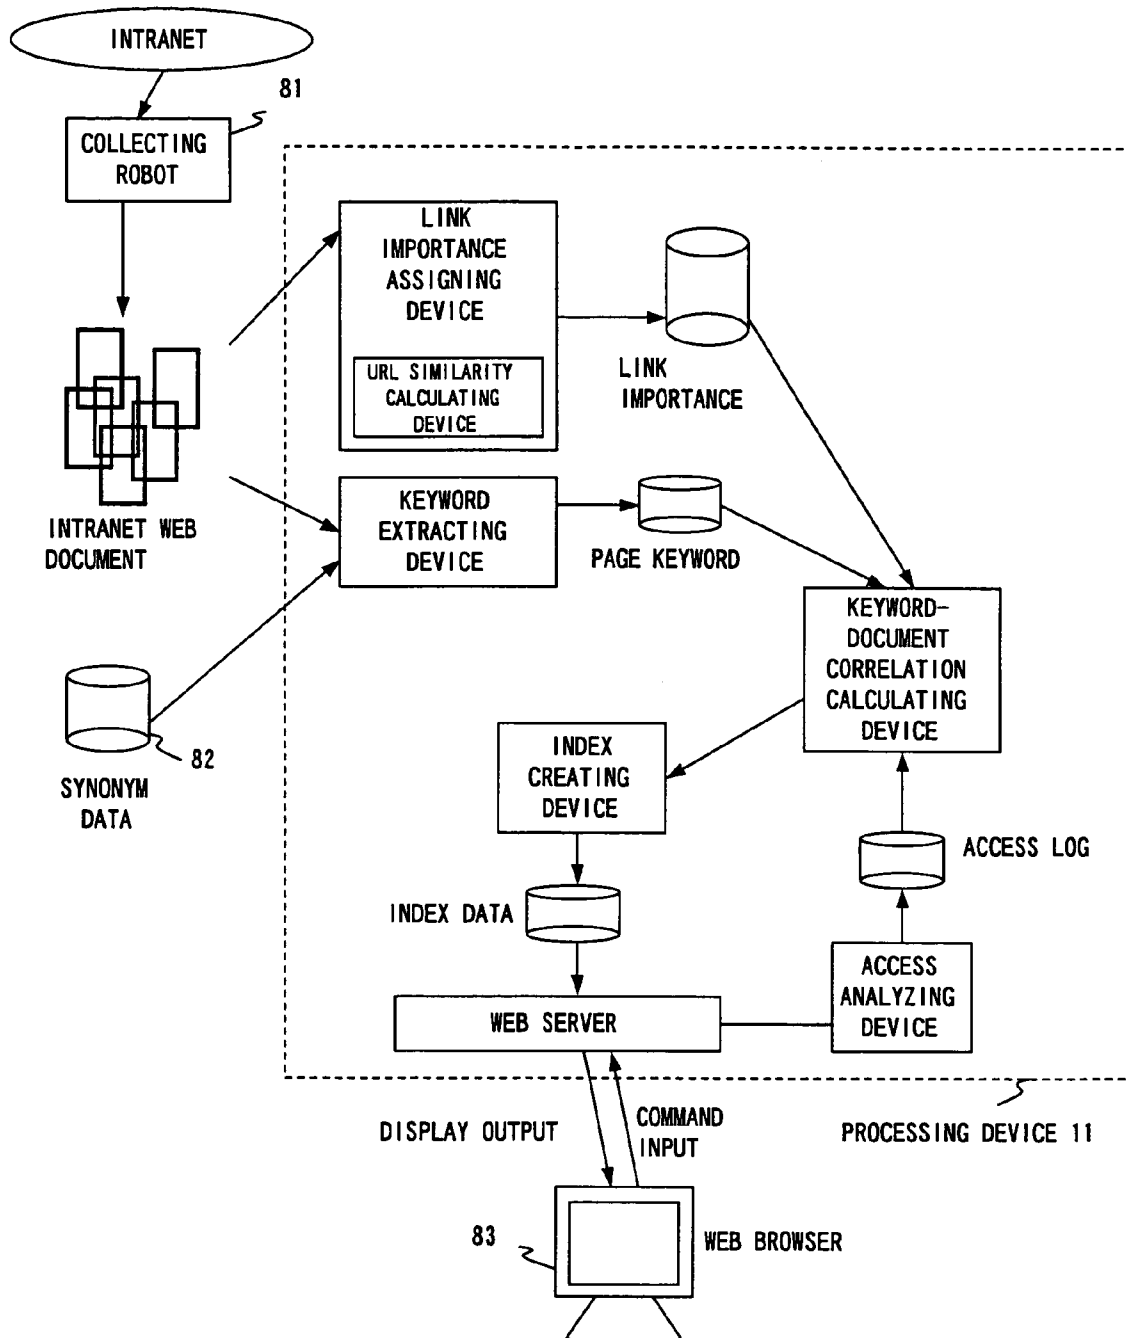 INTRANET
81
COLLECTING
ROBOT
LINK
IMPORTANCE
ASSIGNING
DEVICE
URL SIMILARITY
CALCULATING
DEVICE
LINK
IMPORTANCE
INTRANET WEB
DOCUMENT
KEYWORD
EXTRACTING
DEVICE
PAGE KEYWORD
KEYWORD-
DOCUMENT
CORRELATION
CALCULATING
DEVICE
82
SYNONYM
DATA
INDEX
CREATING
DEVICE
ACCESS LOG
INDEX DATA
ACCESS
ANALYZING
DEVICE
WEB SERVER
DISPLAY OUTPUT
COMMAND
INPUT
PROCESSING DEVICE 11
83
WEB BROWSER